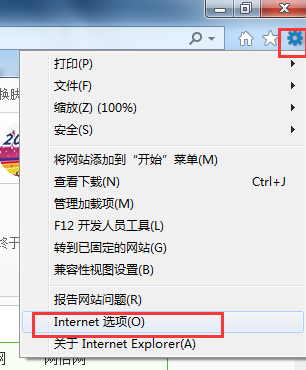 打印(P)
文件(F)
缩放(Z) (100%)
安全(S)
将网站添加到“开始”菜单(M)
查看下载(N) Ctrl+J
管理加载项(M)
F12 开发人员工具(L)
转到已固定的网站(G)
兼容性视图设置(B)
报告网站问题(R)
Internet 选项(O)
关于 Internet Explorer(A)